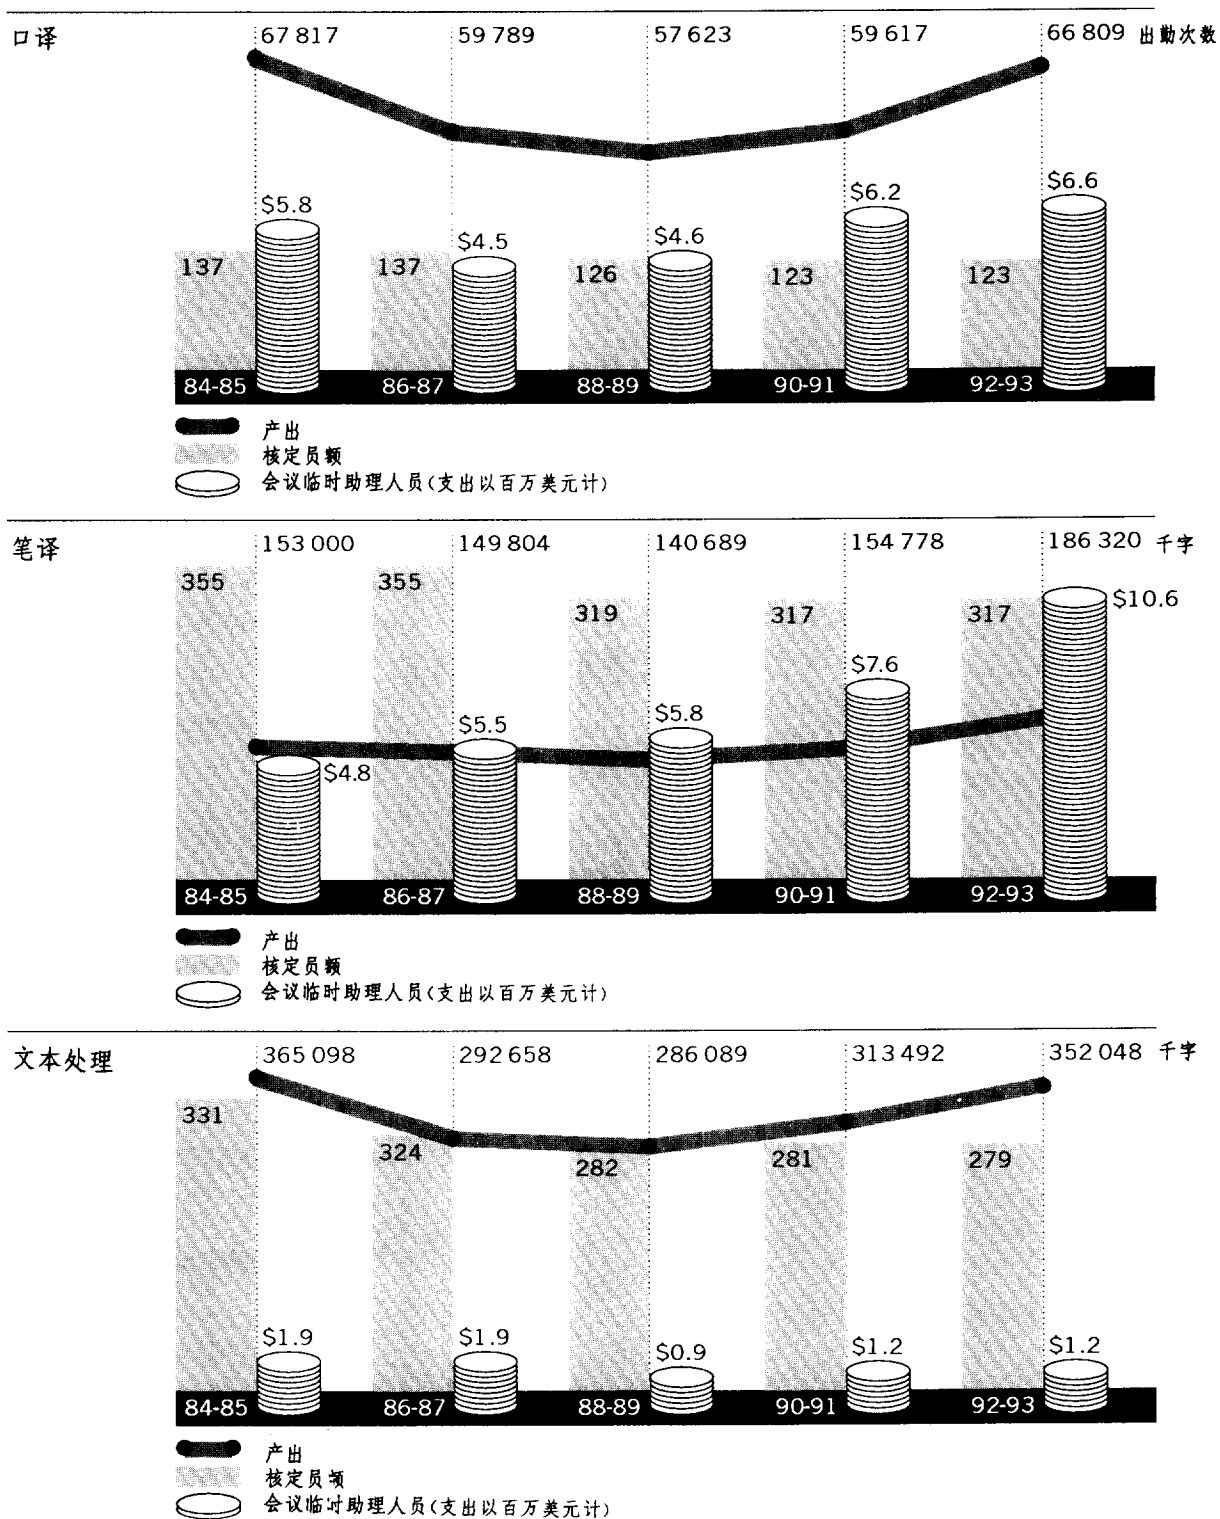 口译
67 817 59 789 57 623 59 617 66 809 出勤次数
$5.8 $4.5 $4.6 $6.2 $6.6
137 137 126 123 123
84-85 86-87 88-89 90-91 92-93
产出
核定员额
会议临时助理人员(支出以百万美元计)
笔译
153 000 149 804 140 689 154 778 186 320 千字
355 355 319 317 317
$4.8 $5.5 $5.8 $7.6 $10.6
84-85 86-87 88-89 90-91 92-93
产出
核定员额
会议临时助理人员(支出以百万美元计)
文本处理
365 098 292 658 286 089 313 492 352 048 千字
331 324 282 281 279
$1.9 $1.9 $0.9 $1.2 $1.2
84-85 86-87 88-89 90-91 92-93
产出
核定员额
会议临时助理人员(支出以百万美元计)